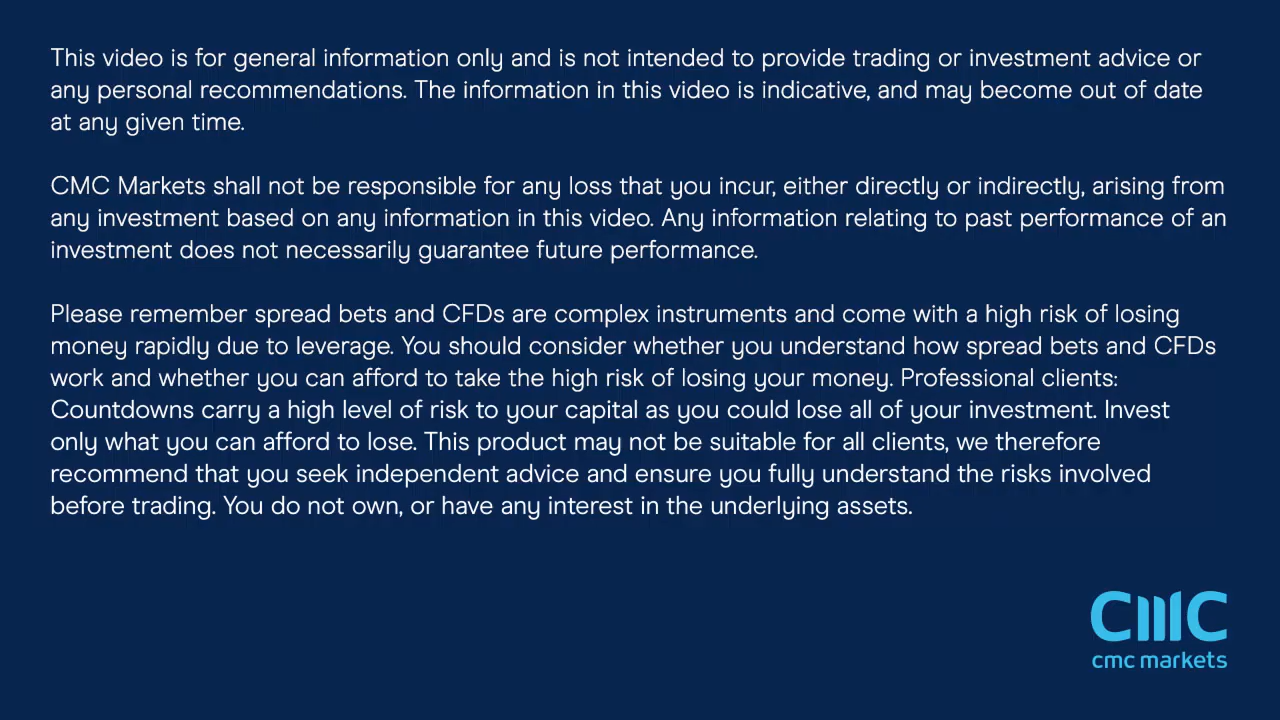 This video is for general information only and is not intended to provide trading or investment advice or
any personal recommendations. The information in this video is indicative, and may become out of date
at any given time.
CMC Markets shall not be responsible for any loss that you incur, either directly or indirectly, arising from
any investment based on any information in this video. Any information relating to past performance of an
investment does not necessarily guarantee future performance.
Please remember spread bets and CFDs are complex instruments and come with a high risk of losing
money rapidly due to leverage. You should consider whether you understand how spread bets and CFDs
work and whether you can afford to take the high risk of losing your money. Professional clients:
Countdowns carry a high level of risk to your capital as you could lose all of your investment. Invest
only what you can afford to lose. This product may not be suitable for all clients, we therefore
recommend that you seek independent advice and ensure you fully understand the risks involved
before trading. You do not own, or have any interest in the underlying assets.
CMC
cmc markets